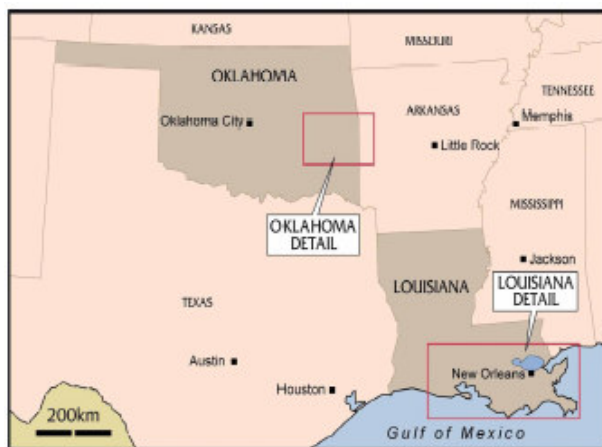 KANSAS
MISSOURI
OKLAHOMA
TENNESSEE
Oklahoma City
ARKANSAS
Memphis
Little Rock
MISSISSIPPI
OKLAHOMA
DETAIL
Jackson
LOUISIANA
LOUISIANA
DETAIL
TEXAS
Austin
New Orleans
Houston
200km
Gulf of Mexico